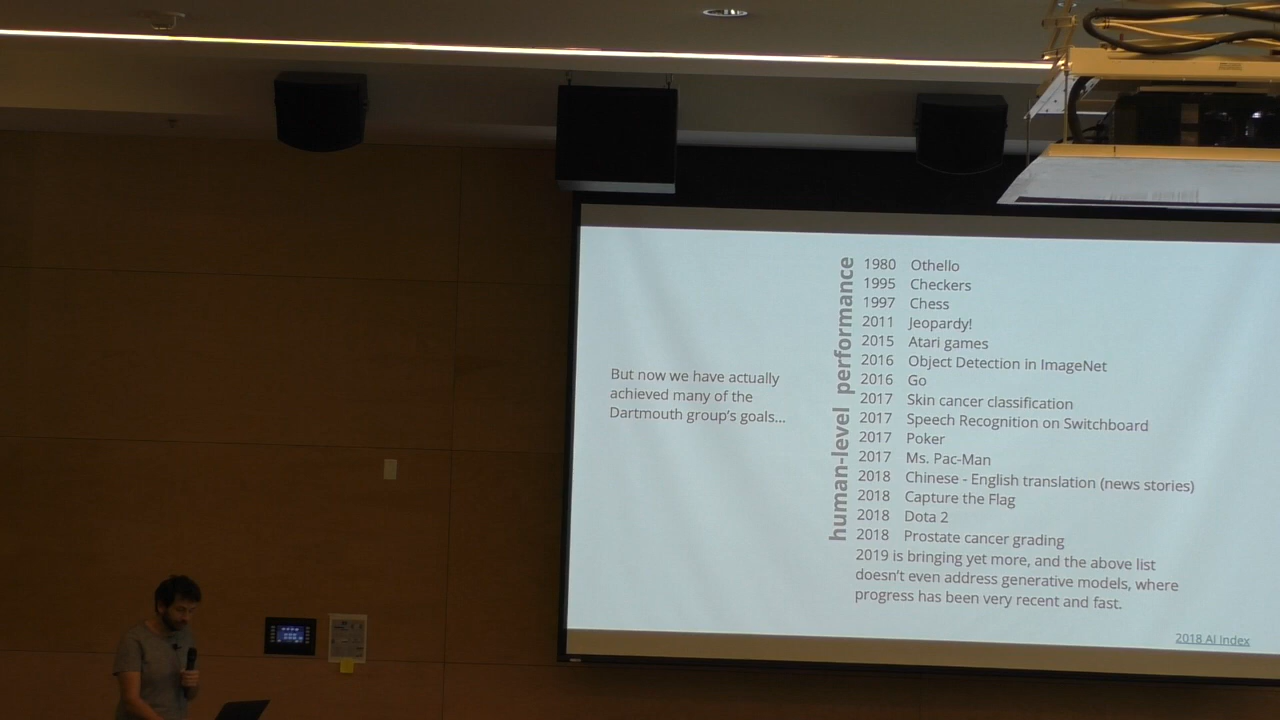 But now we have actually
achieved many of the
Dartmouth group's goals...
human-level performance
1980 Othello
1995 Checkers
1997 Chess
2011 Jeopardy!
2015 Atari games
2016 Object Detection in ImageNet
2016 Go
2017 Skin cancer classification
2017 Speech Recognition on Switchboard
2017 Poker
2017 Ms. Pac-Man
2018 Chinese - English translation (news stories)
2018 Capture the Flag
2018 Dota 2
2018 Prostate cancer grading
2019 is bringing yet more, and the above list
doesn't even address generative models, where
progress has been very recent and fast.
2018 AI Index